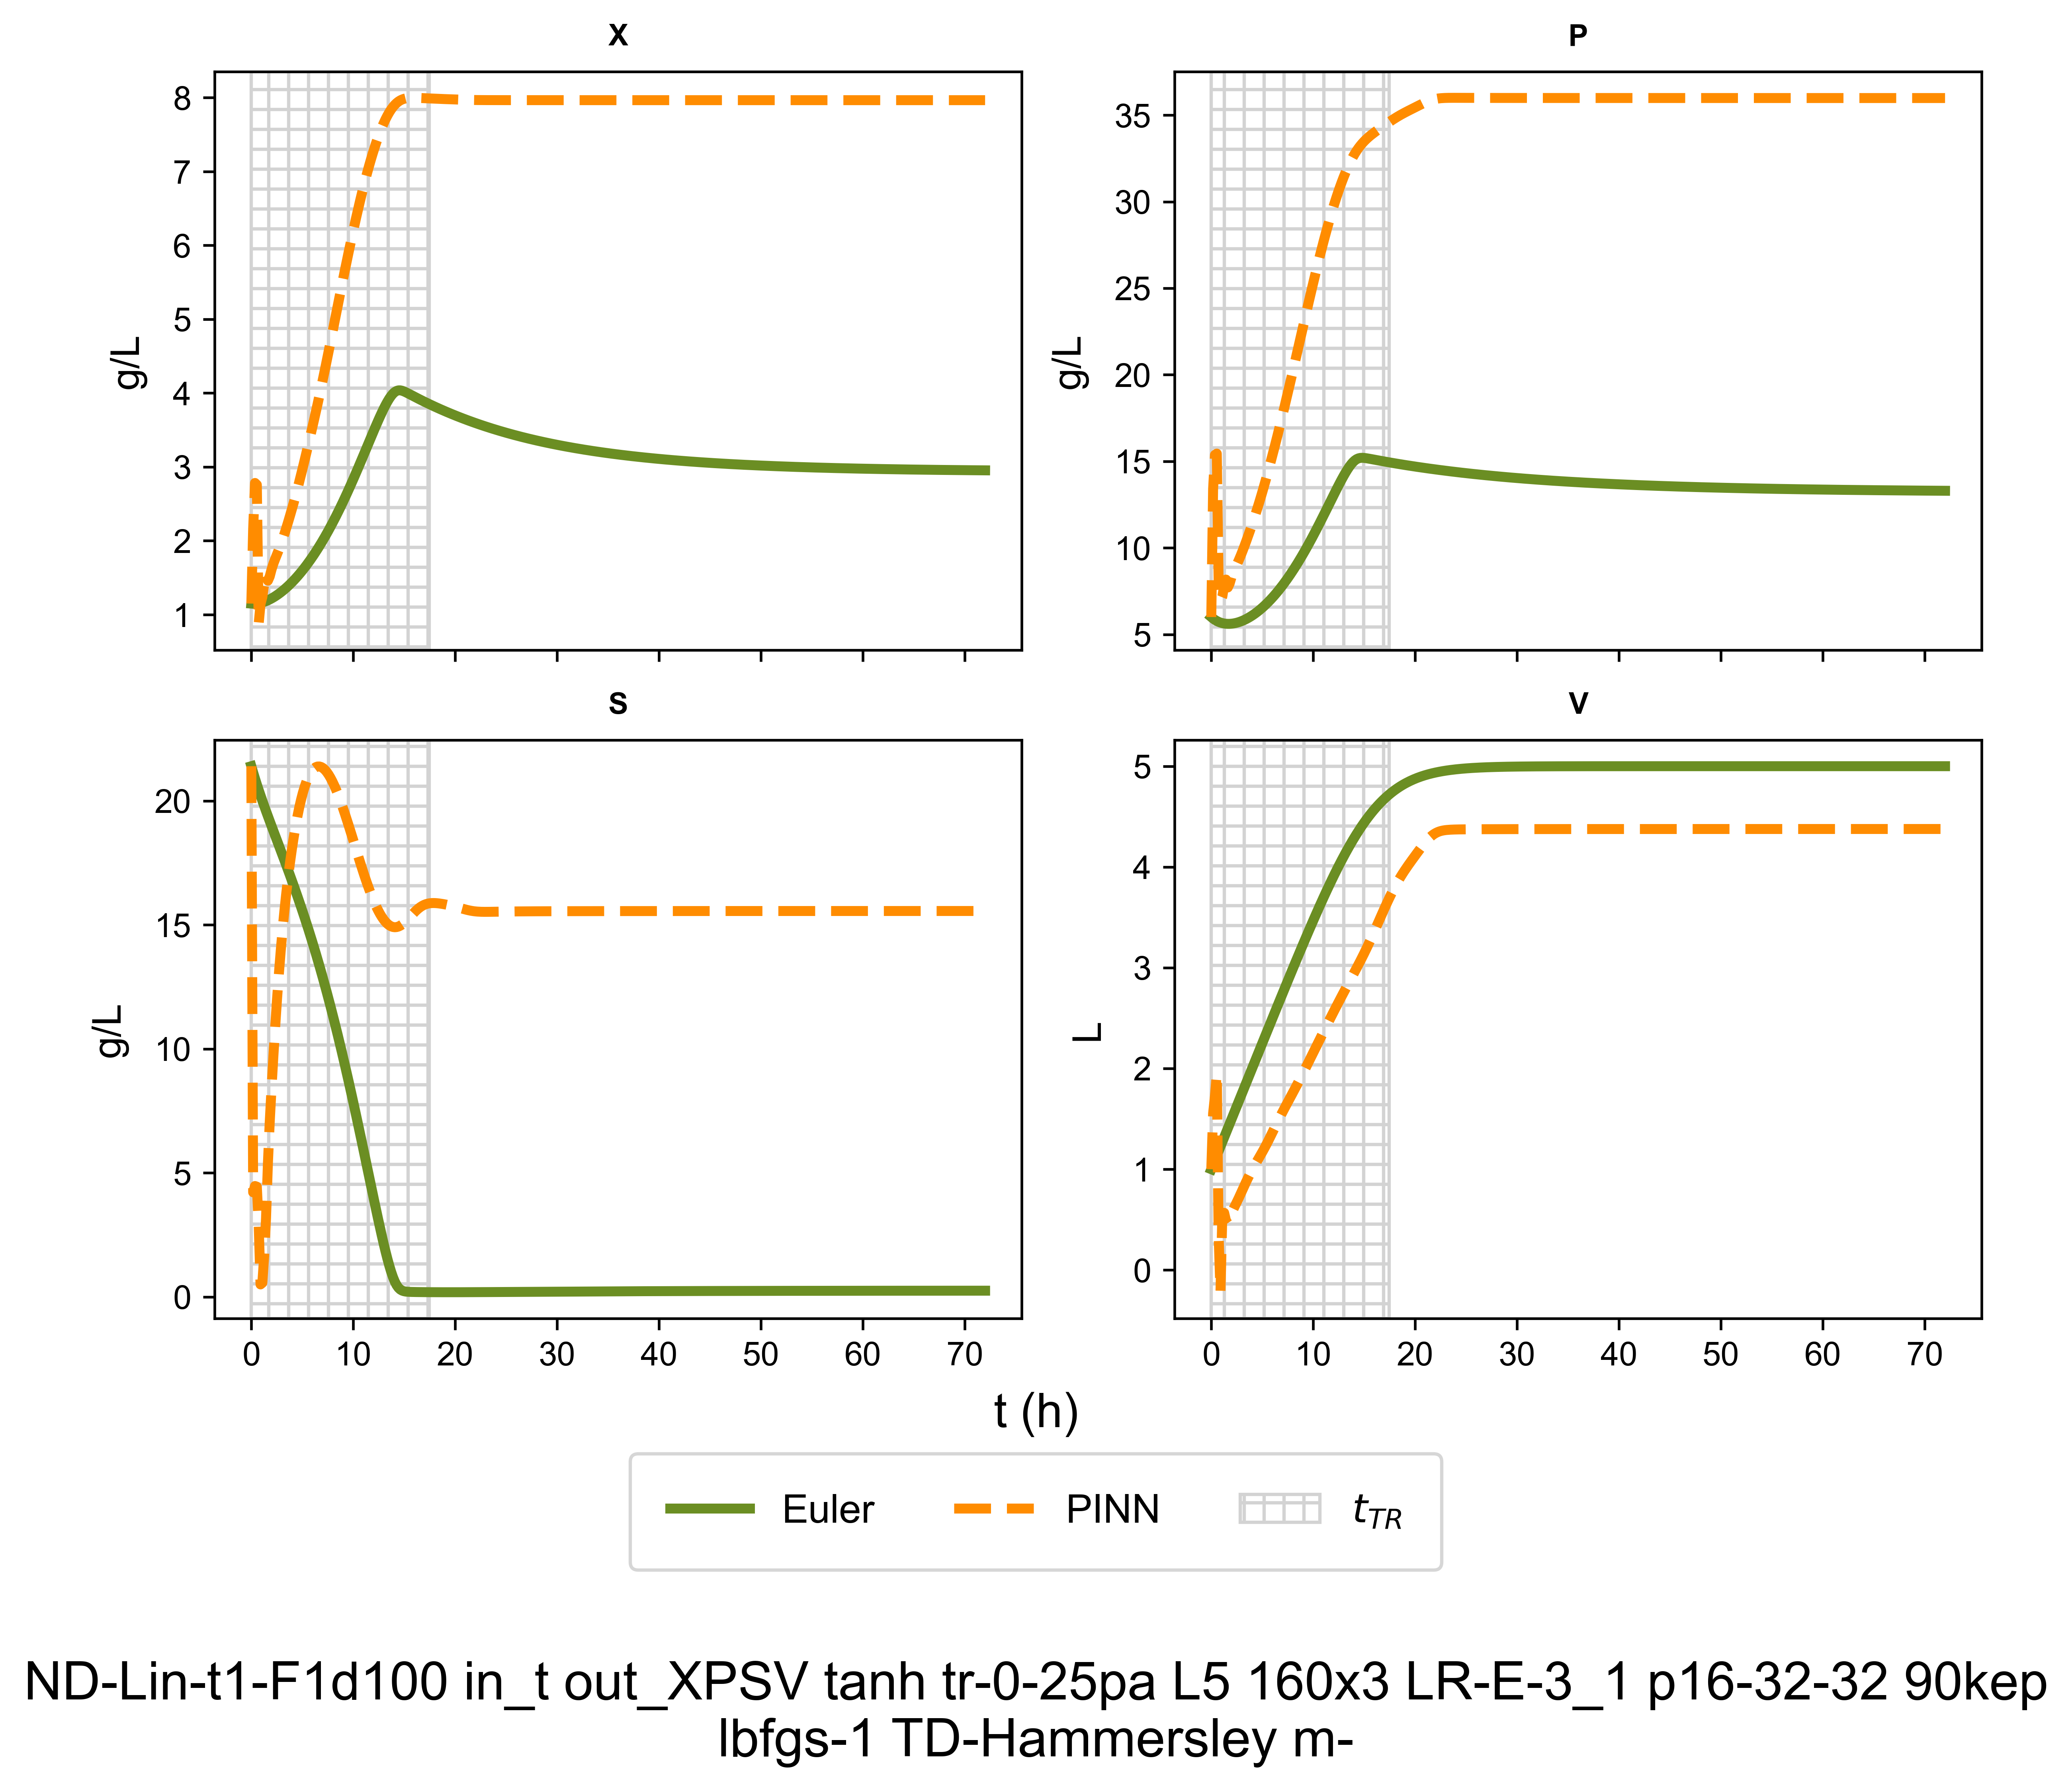 X
P
8
7
6
5
4
3
2
1
g/L
35
30
25
20
15
10
5
g/L
S
V
20
15
10
5
0
g/L
5
4
3
2
1
0
L
0 10 20 30 40 50 60 70
0 10 20 30 40 50 60 70
t (h)
Euler PINN t_TR
ND-Lin-t1-F1d100 in_t out_XPSV tanh tr-0-25pa L5 160x3 LR-E-3_1 p16-32-32 90kep
lbfgs-1 TD-Hammersley m-